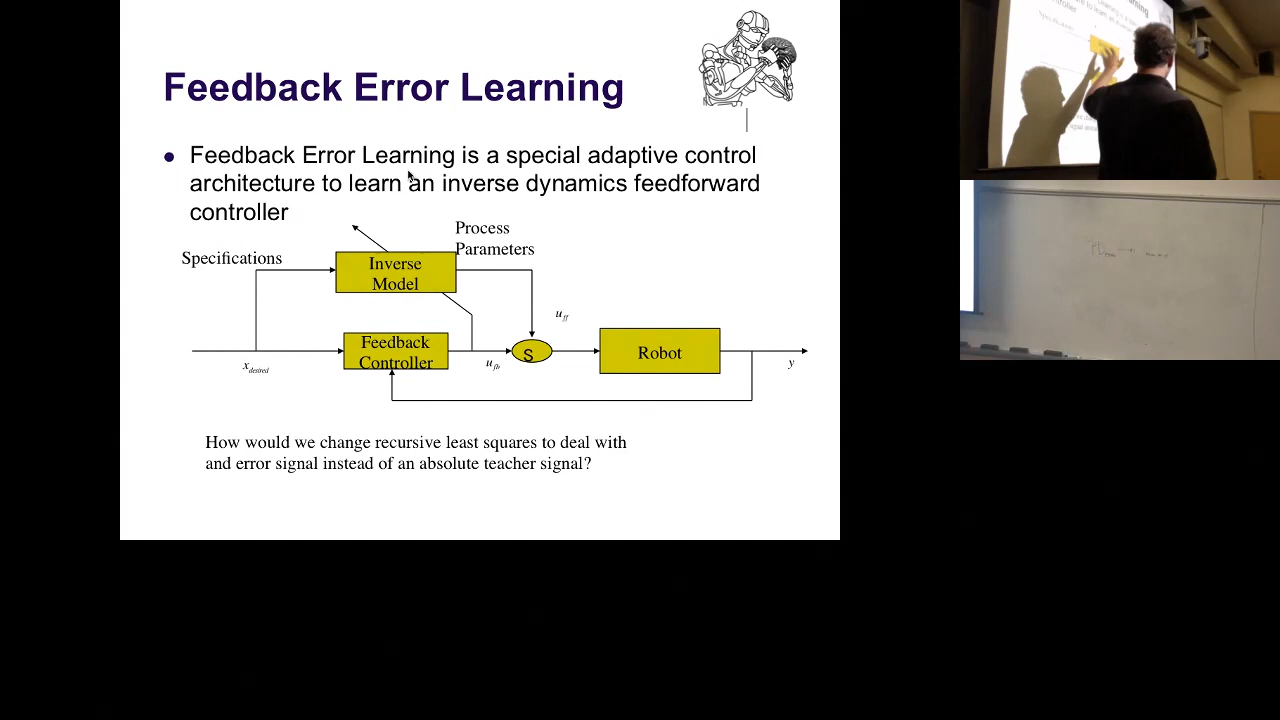 Feedback Error Learning
Feedback Error Learning is a special adaptive control
architecture to learn an inverse dynamics feedforward
controller
Process
Parameters
Specifications
Inverse
Model
u_ff
Feedback
Controller
S
Robot
x_desired
u_fb
y
How would we change recursive least squares to deal with
and error signal instead of an absolute teacher signal?